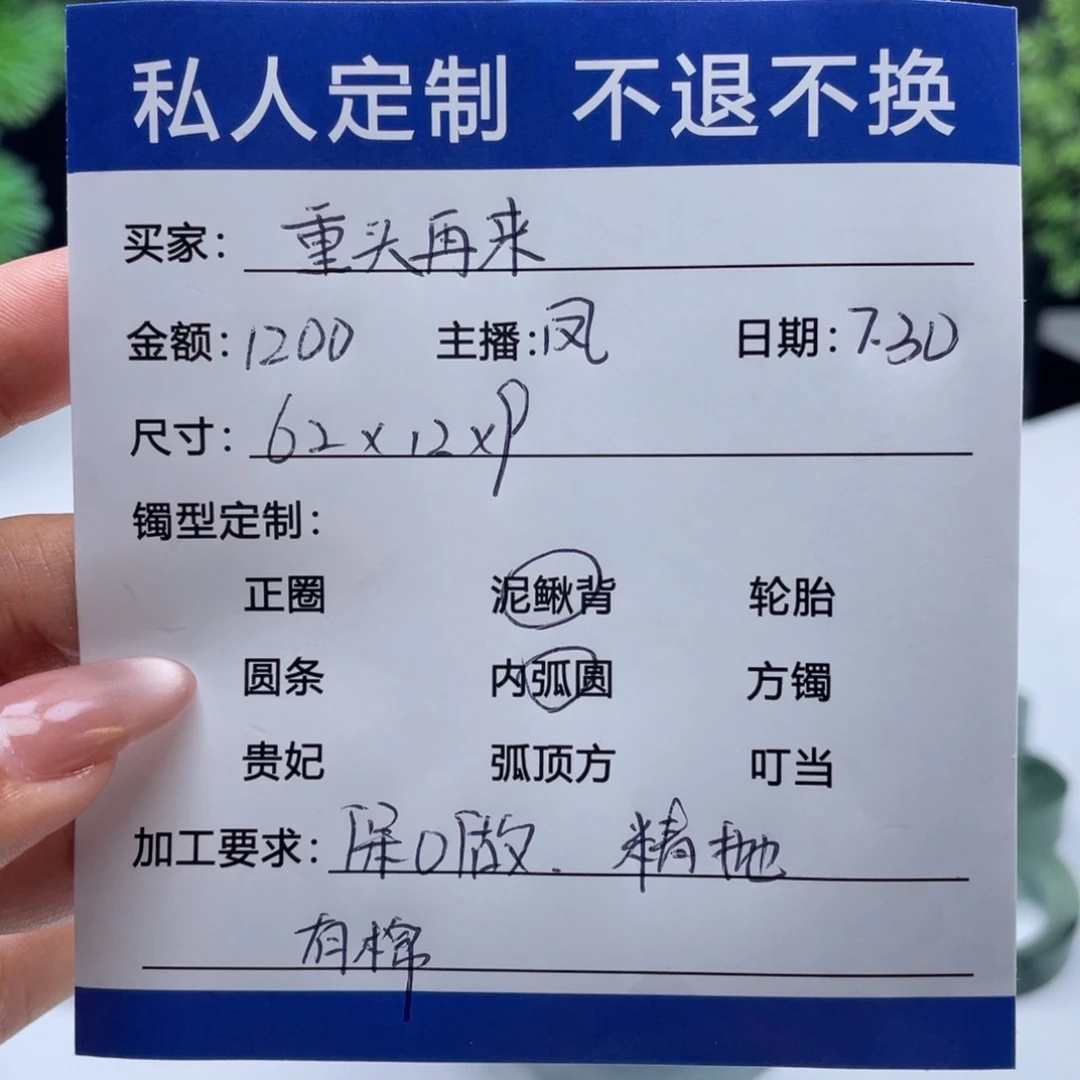 私人定制 不退不换
买家：重头再来
金额：1200 主播：凤 日期：7.30
尺寸：62x12x9
镯型定制：
正圈 泥鳅背 轮胎
圆条 内弧圆 方镯
贵妃 弧顶方 叮当
加工要求：深口做. 精抛
有棉